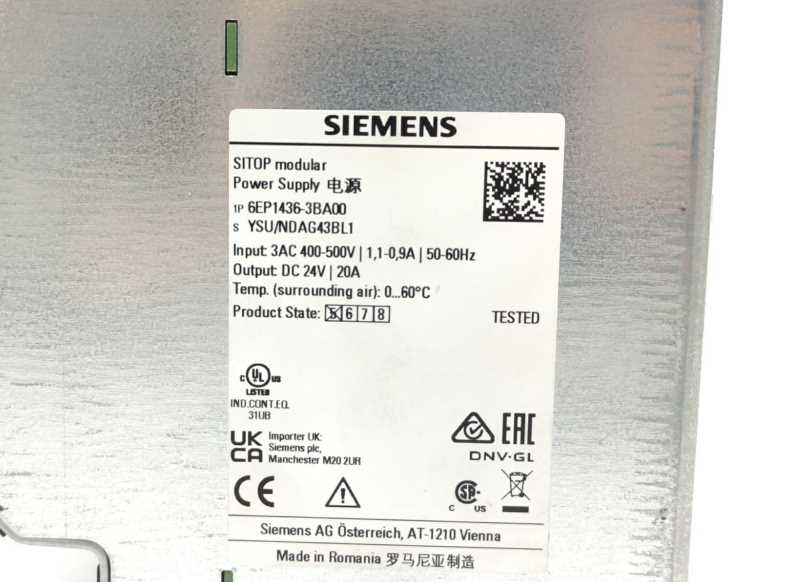 SIEMENS
SITOP modular
Power Supply 电源
1P 6EP1436-3BA00
S YSU/NDAG43BL1
Input: 3AC 400-500V | 1,1-0,9A | 50-60Hz
Output: DC 24V | 20A
Temp. (surrounding air): 0...60°C
Product State: 5 6 7 8
TESTED
C UL US
LISTED
IND.CONT.EQ.
31UB
UK CA
Importer UK:
Siemens plc,
Manchester M20 2UR
EAC
DNV·GL
CE
C SA US
Siemens AG Österreich, AT-1210 Vienna
Made in Romania 罗马尼亚制造